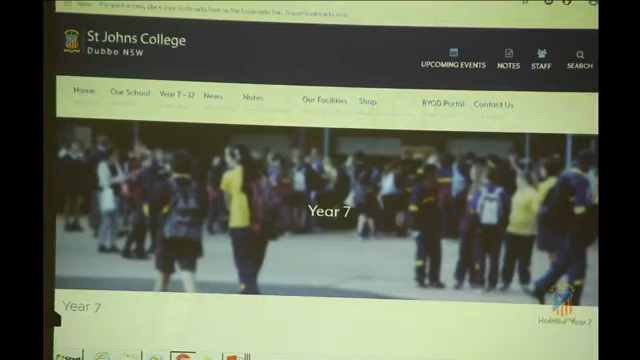 St Johns College
Dubbo NSW
UPCOMING EVENTS NOTES STAFF SEARCH
Home Our School Year 7 - 12 News Notes Our Facilities Shop BYOD Portal Contact Us
Year 7
Year 7
Home Year 7
Start